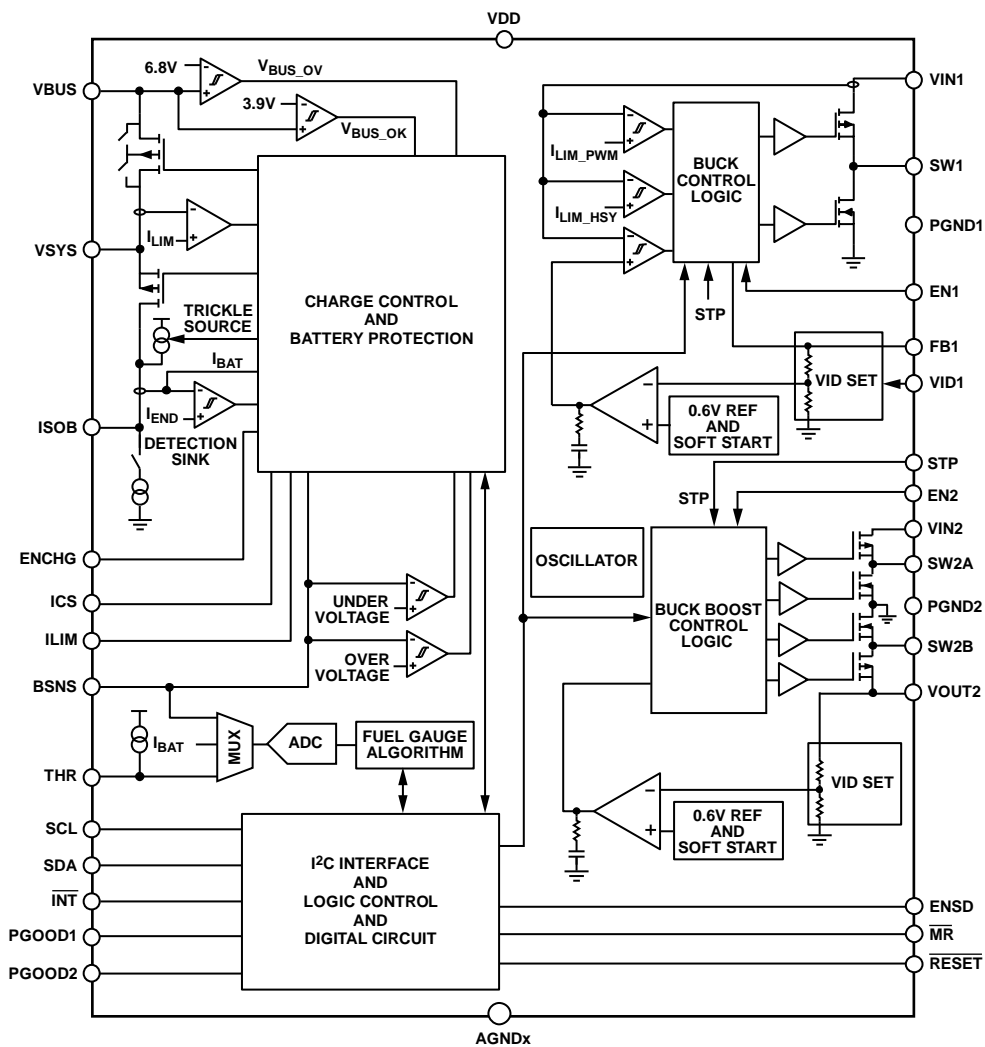 VDD
6.8V
VBUS_OV
VBUS
3.9V
VBUS_OK
VSYS
ILIM
TRICKLE
SOURCE
IBAT
IEND
ISOB
DETECTION
SINK
CHARGE CONTROL
AND
BATTERY PROTECTION
ENCHG
ICS
ILIM
BSNS
THR
UNDER
VOLTAGE
OVER
VOLTAGE
IBAT
MUX
ADC
FUEL GAUGE
ALGORITHM
SCL
SDA
INT
PGOOD1
PGOOD2
I2C INTERFACE
AND
LOGIC CONTROL
AND
DIGITAL CIRCUIT
ILIM_PWM
ILIM_HSY
BUCK
CONTROL
LOGIC
STP
VIN1
SW1
PGND1
EN1
FB1
VID1
VID SET
0.6V REF
AND
SOFT START
STP
EN2
STP
OSCILLATOR
BUCK BOOST
CONTROL
LOGIC
VIN2
SW2A
PGND2
SW2B
VOUT2
VID SET
0.6V REF
AND
SOFT START
ENSD
MR
RESET
AGNDx